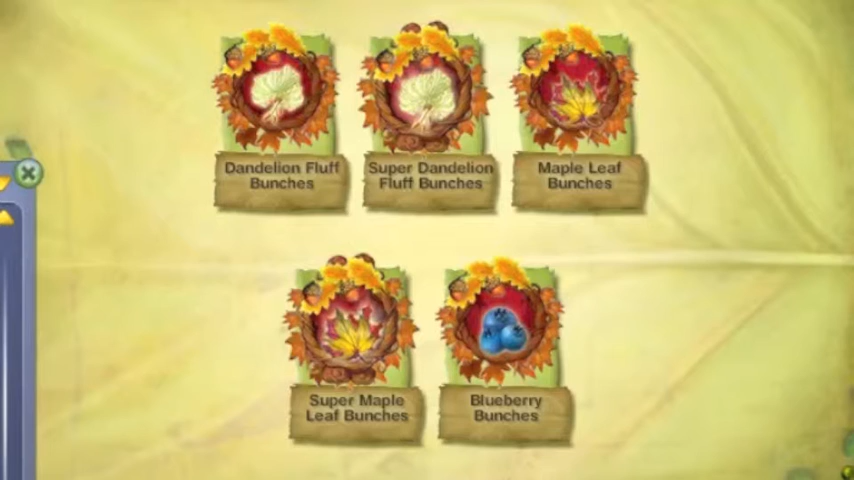 Dandelion Fluff
Bunches
Super Dandelion
Fluff Bunches
Maple Leaf
Bunches
Super Maple
Leaf Bunches
Blueberry
Bunches